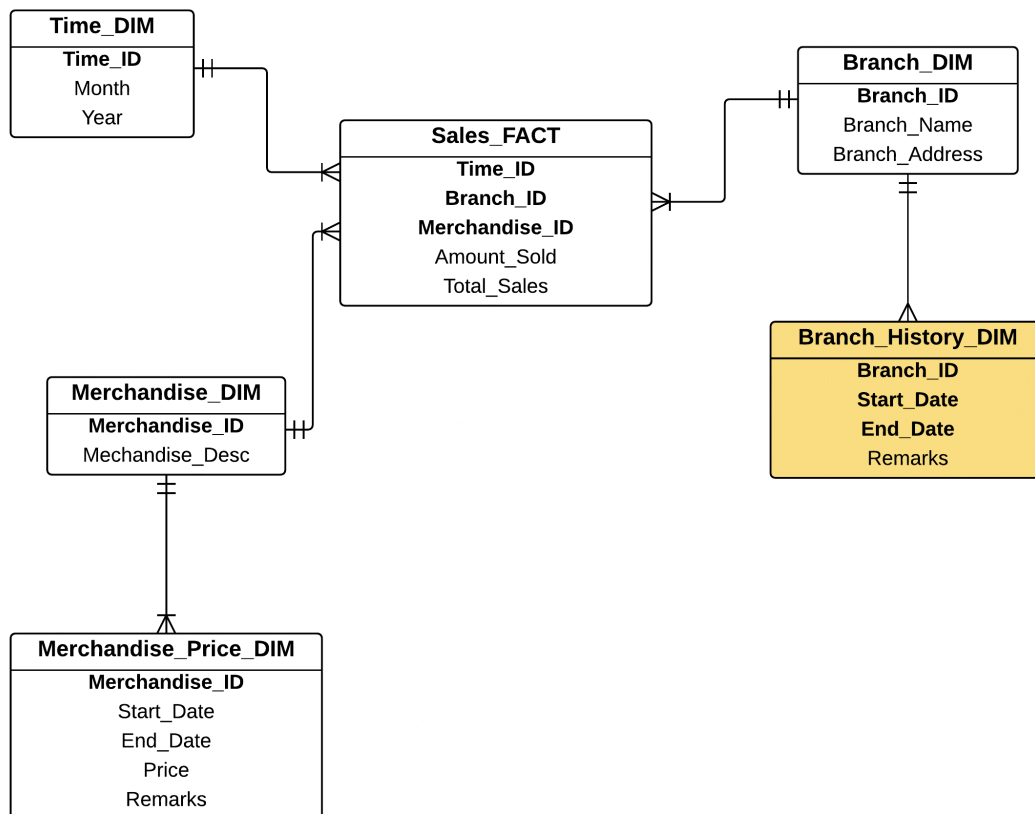 Time_DIM
Time_ID
Month
Year
Branch_DIM
Branch_ID
Branch_Name
Branch_Address
Sales_FACT
Time_ID
Branch_ID
Merchandise_ID
Amount_Sold
Total_Sales
Branch_History_DIM
Branch_ID
Start_Date
End_Date
Remarks
Merchandise_DIM
Merchandise_ID
Mechandise_Desc
Merchandise_Price_DIM
Merchandise_ID
Start_Date
End_Date
Price
Remarks